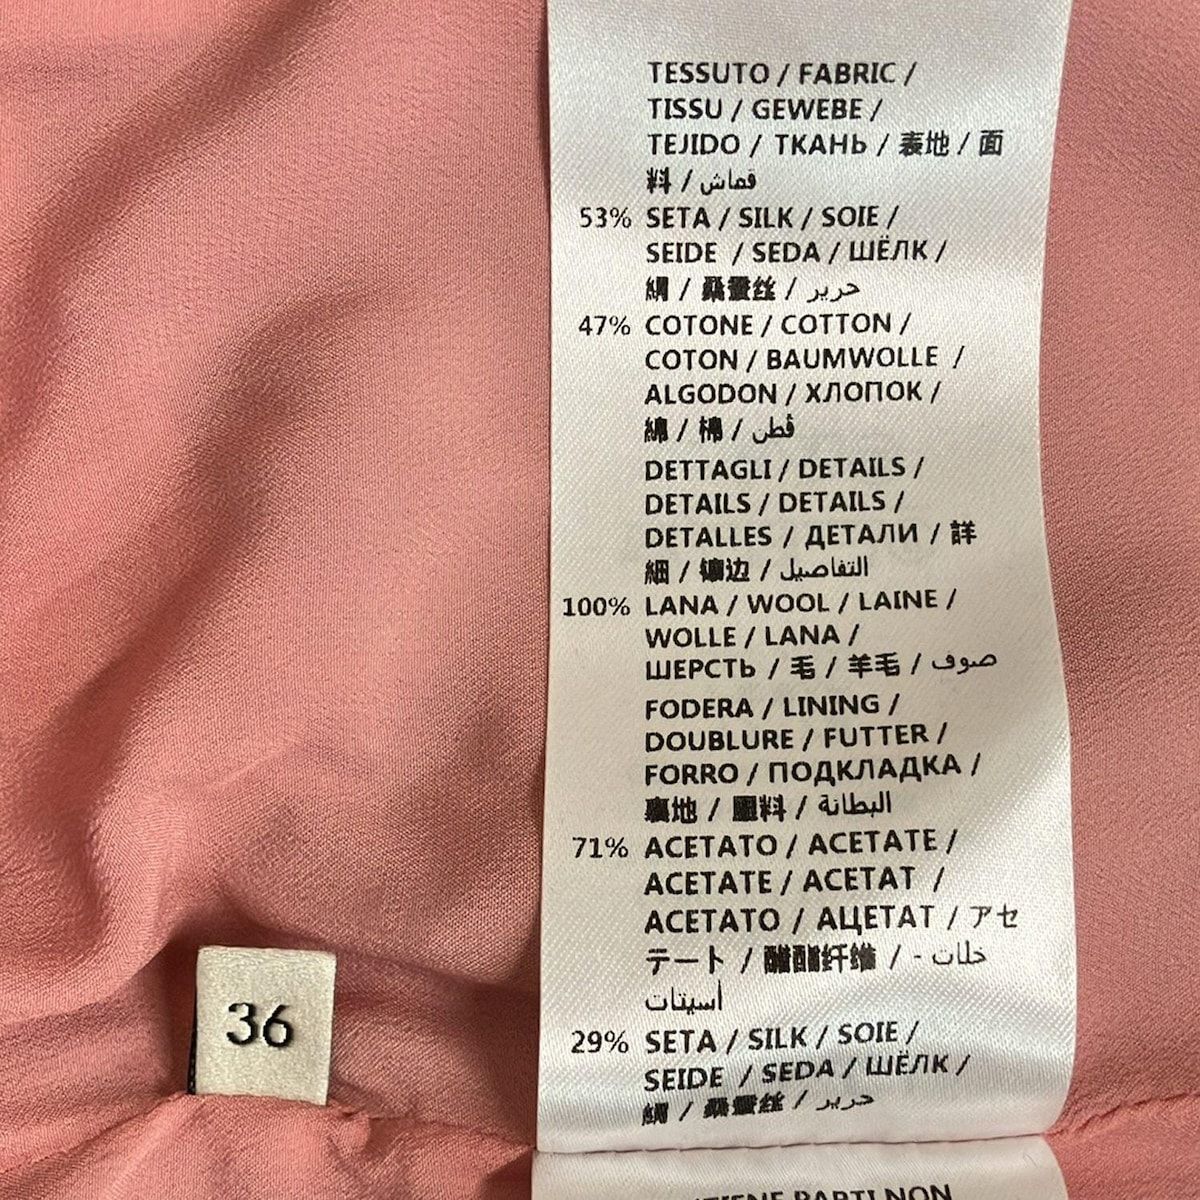 TESSUTO / FABRIC /
TISSU / GEWEBE /
TEJIDO / ТКАНЬ / 表地 / 面
料 / قماش
53% SETA / SILK / SOIE /
SEIDE / SEDA / ШЁЛК /
絹 / 桑蚕丝 / حرير
47% COTONE / COTTON /
COTON / BAUMWOLLE /
ALGODON / ХЛОПОК /
綿 / 棉 / قطن
DETTAGLI / DETAILS /
DETAILS / DETAILS /
DETALLES / ДЕТАЛИ / 詳
細 / 镶边 / التفاصيل
100% LANA / WOOL / LAINE /
WOLLE / LANA /
ШЕРСТЬ / 毛 / 羊毛 / صوف
FODERA / LINING /
DOUBLURE / FUTTER /
FORRO / ПОДКЛАДКА /
裏地 / 里料 / البطانة
71% ACETATO / ACETATE /
ACETATE / ACETAT /
ACETATO / АЦЕТАТ / アセ
テート / 醋酯纤维 / خلات -
أسيتات
29% SETA / SILK / SOIE /
SEIDE / SEDA / ШЁЛК /
絹 / 桑蚕丝 / حرير
36
PARTI NON